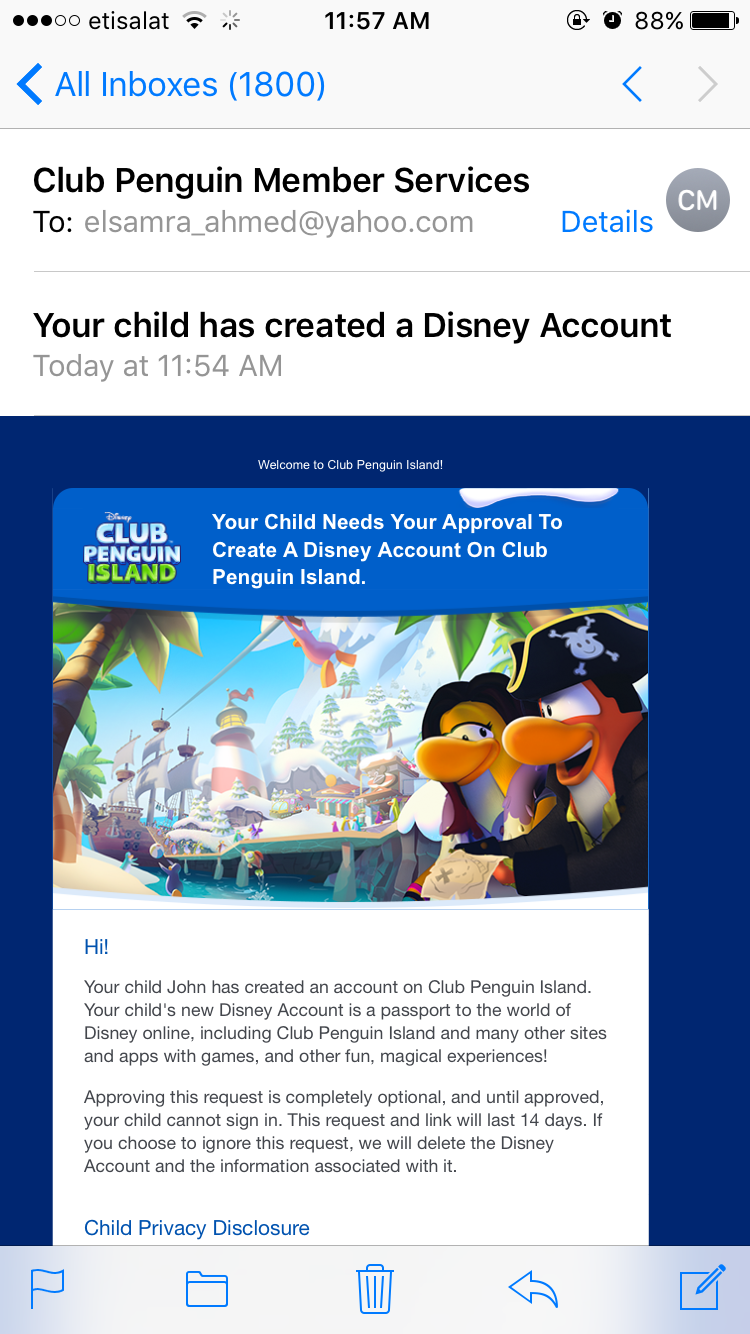 etisalat 11:57 AM 88%
All Inboxes (1800)
Club Penguin Member Services
CM
To: elsamra_ahmed@yahoo.com Details
Your child has created a Disney Account
Today at 11:54 AM
Welcome to Club Penguin Island!
Disney
CLUB
PENGUIN
ISLAND
Your Child Needs Your Approval To
Create A Disney Account On Club
Penguin Island.
Hi!
Your child John has created an account on Club Penguin Island.
Your child's new Disney Account is a passport to the world of
Disney online, including Club Penguin Island and many other sites
and apps with games, and other fun, magical experiences!
Approving this request is completely optional, and until approved,
your child cannot sign in. This request and link will last 14 days. If
you choose to ignore this request, we will delete the Disney
Account and the information associated with it.
Child Privacy Disclosure